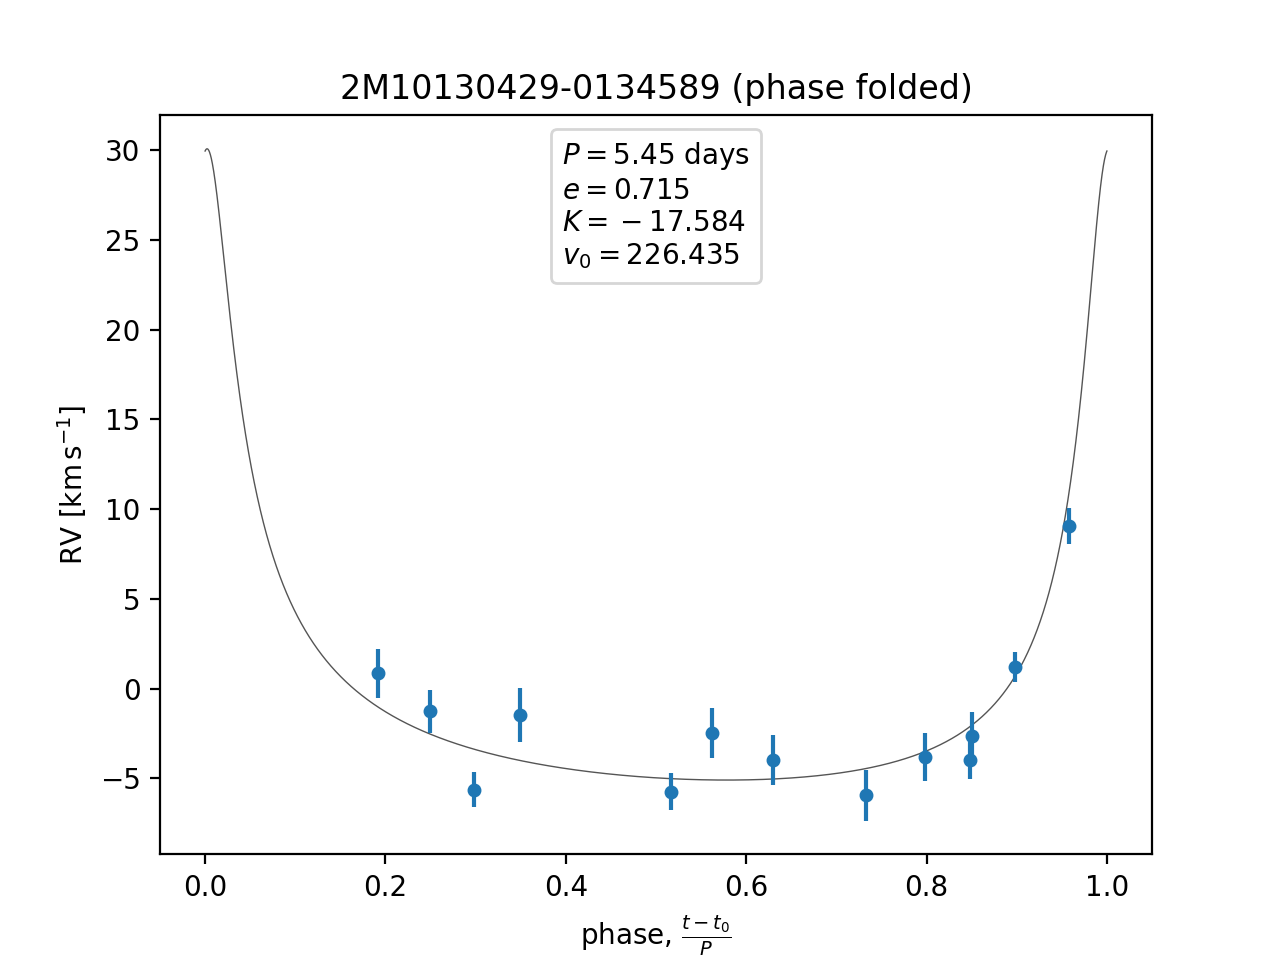 2M10130429-0134589 (phase folded)
P = 5.45 days
e = 0.715
K = −17.584
v₀ = 226.435
30
25
20
15
10
5
0
−5
RV [km s⁻¹]
0.0 0.2 0.4 0.6 0.8 1.0
phase, (t − t₀)/P